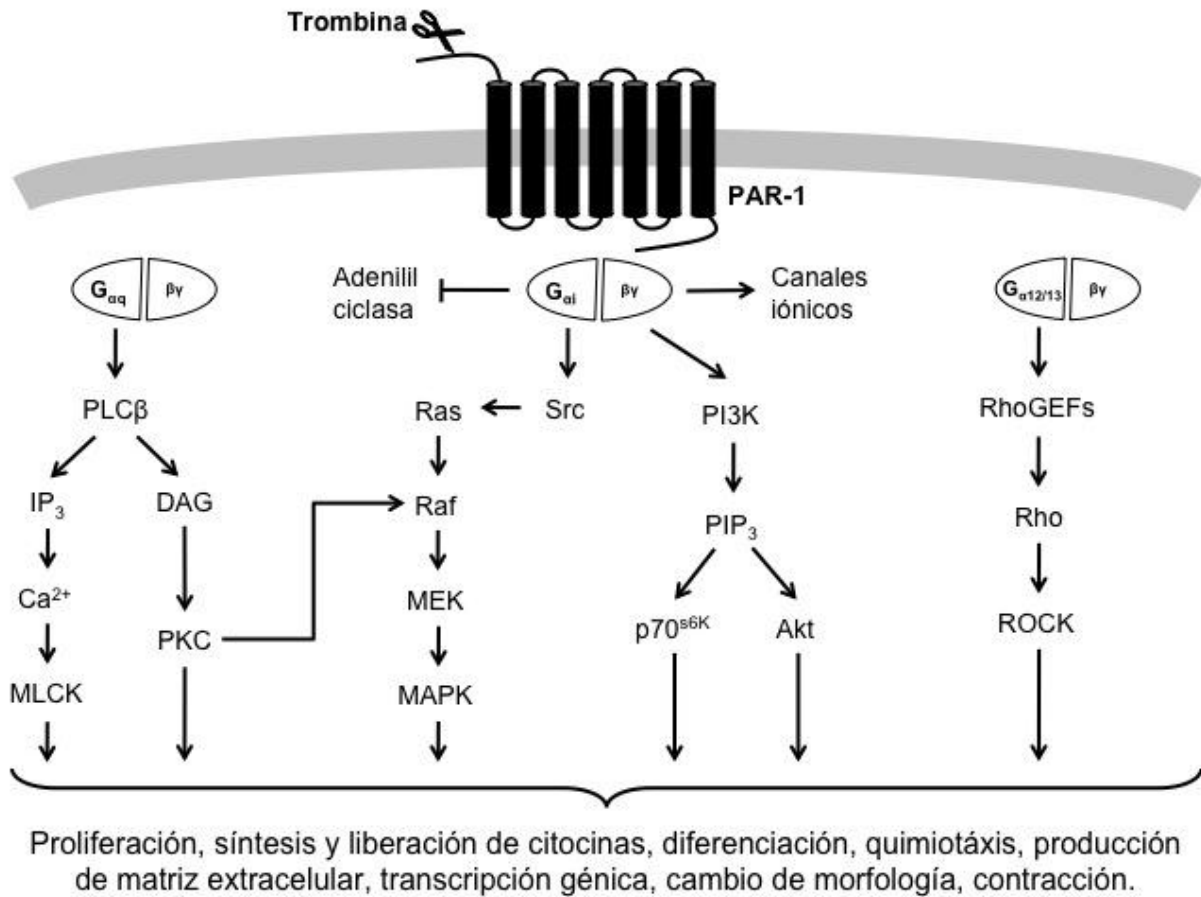 Trombina
PAR-1
Gαq βγ
Adenilil
ciclasa
Gαi βγ
Canales
iónicos
Gα12/13 βγ
PLCβ
Ras
Src
PI3K
RhoGEFs
IP3
DAG
Raf
PIP3
Rho
Ca2+
PKC
MEK
p70s6K
Akt
ROCK
MLCK
MAPK
Proliferación, síntesis y liberación de citocinas, diferenciación, quimiotáxis, producción
de matriz extracelular, transcripción génica, cambio de morfología, contracción.